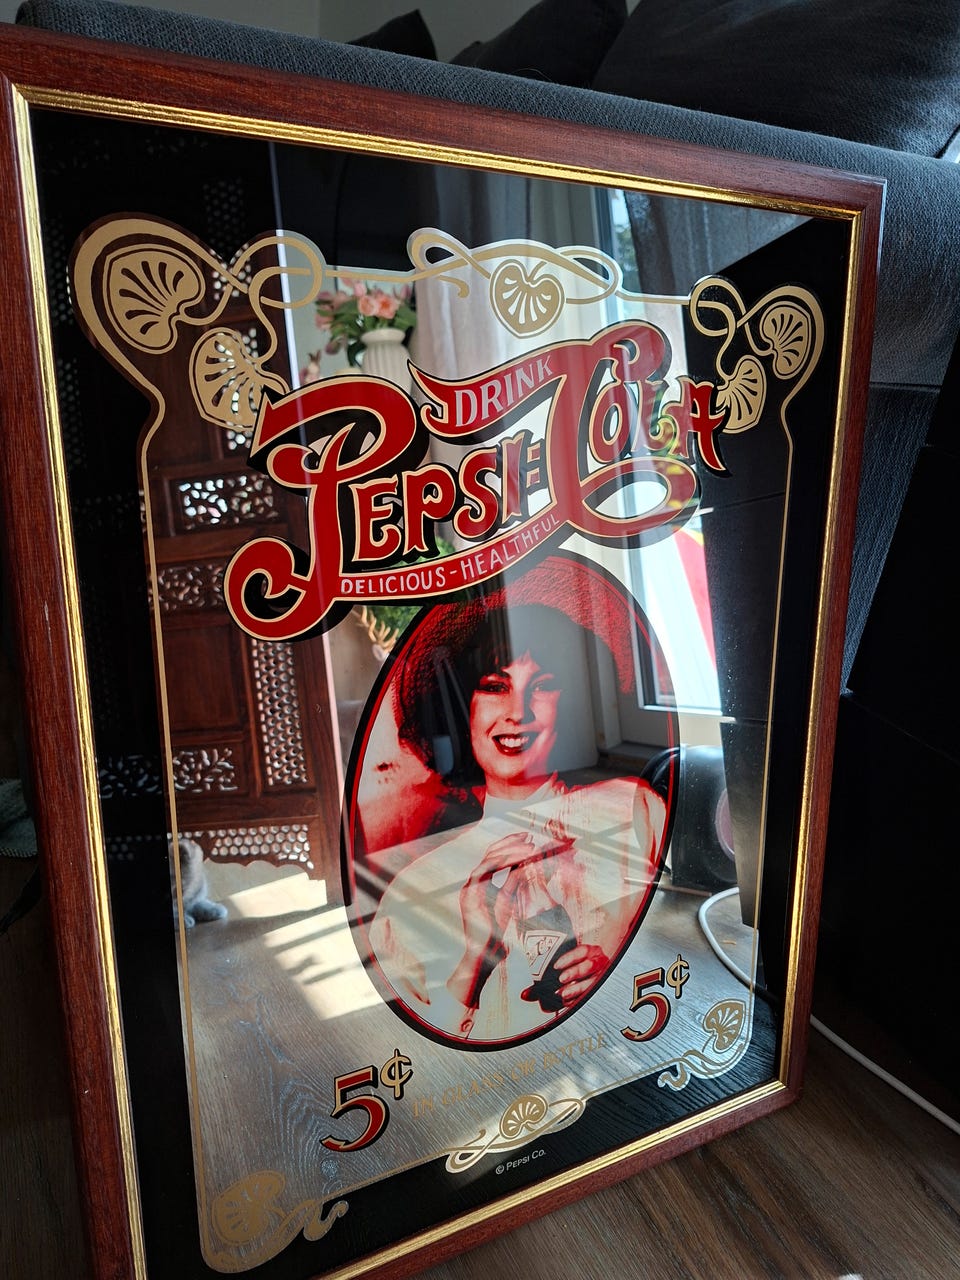 DRINK
PEPSI=COLA
DELICIOUS-HEALTHFUL
5¢
5¢
IN GLASS OR BOTTLE
© PEPSI CO.